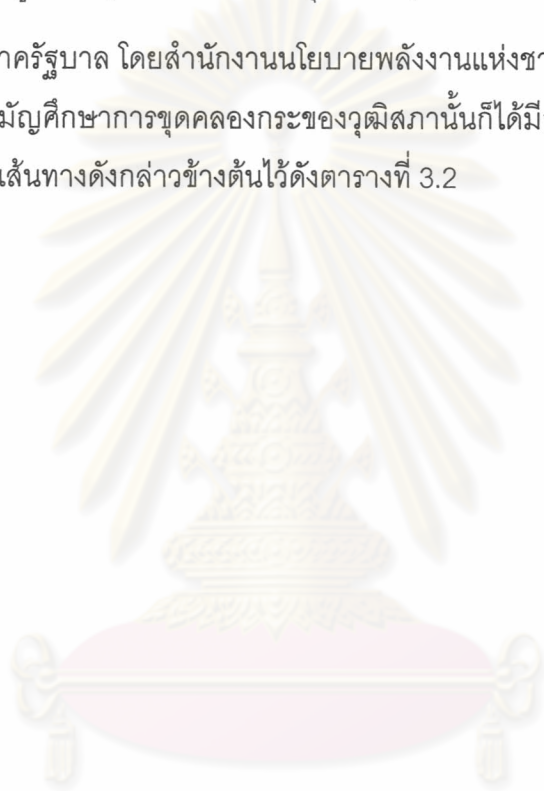 าครัฐบาล โดยสำนักงานนโยบายพลังงานแห่งชา
มัญศึกษาการขุดคลองกระของวุฒิสภานั้นก็ได้มี
เส้นทางดังกล่าวข้างต้นไว้ดังตารางที่ 3.2